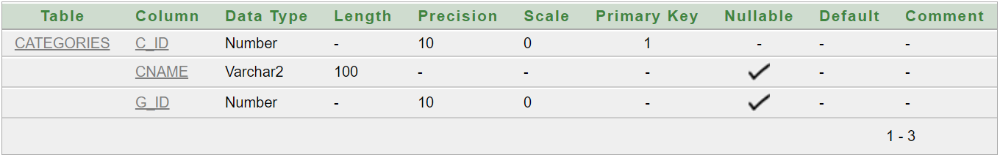 Table Column Data Type Length Precision Scale Primary Key Nullable Default Comment
CATEGORIES C_ID Number - 10 0 1 - - -
CNAME Varchar2 100 - - - - -
G_ID Number - 10 0 - - -
1 - 3